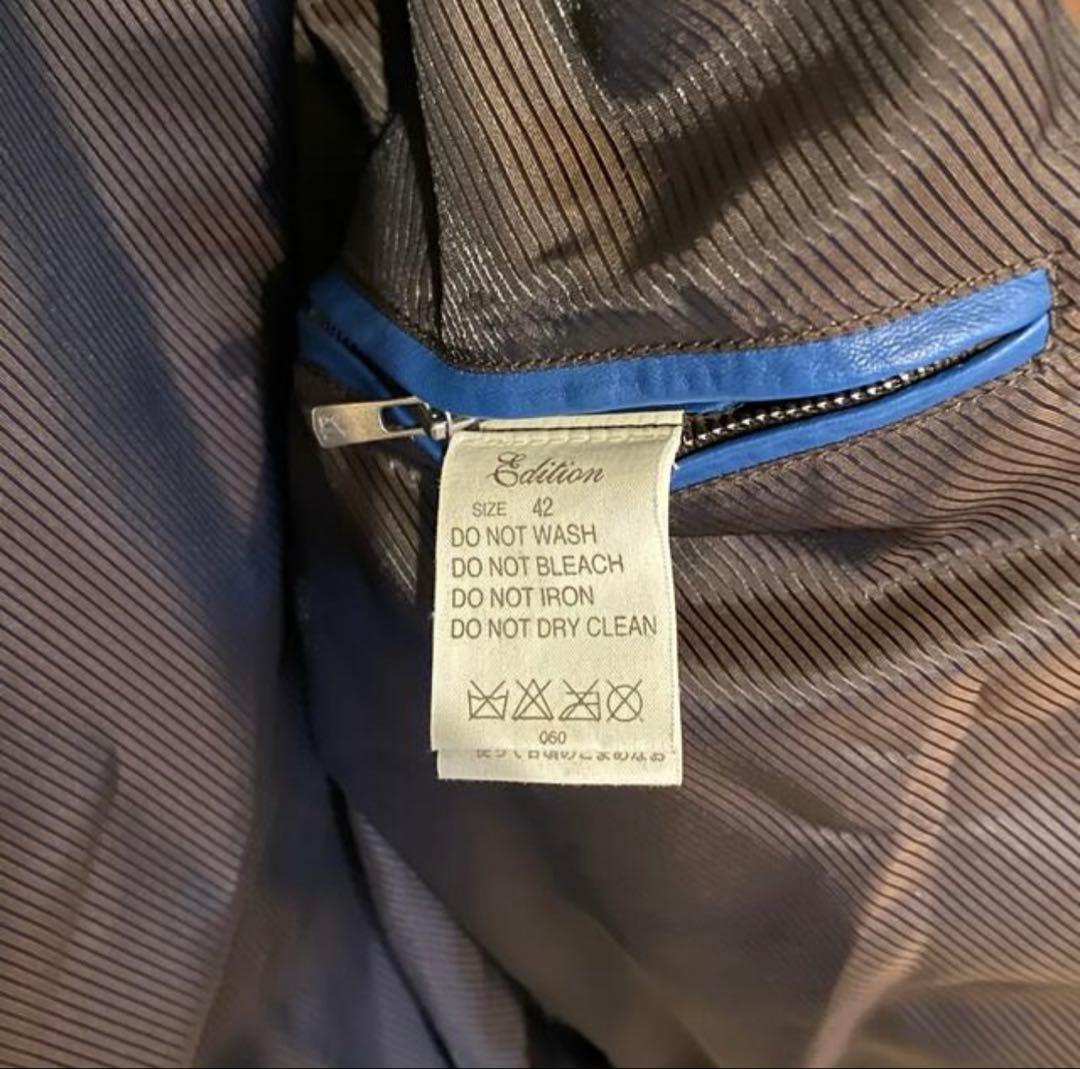 Edition
SIZE 42
DO NOT WASH
DO NOT BLEACH
DO NOT IRON
DO NOT DRY CLEAN
060